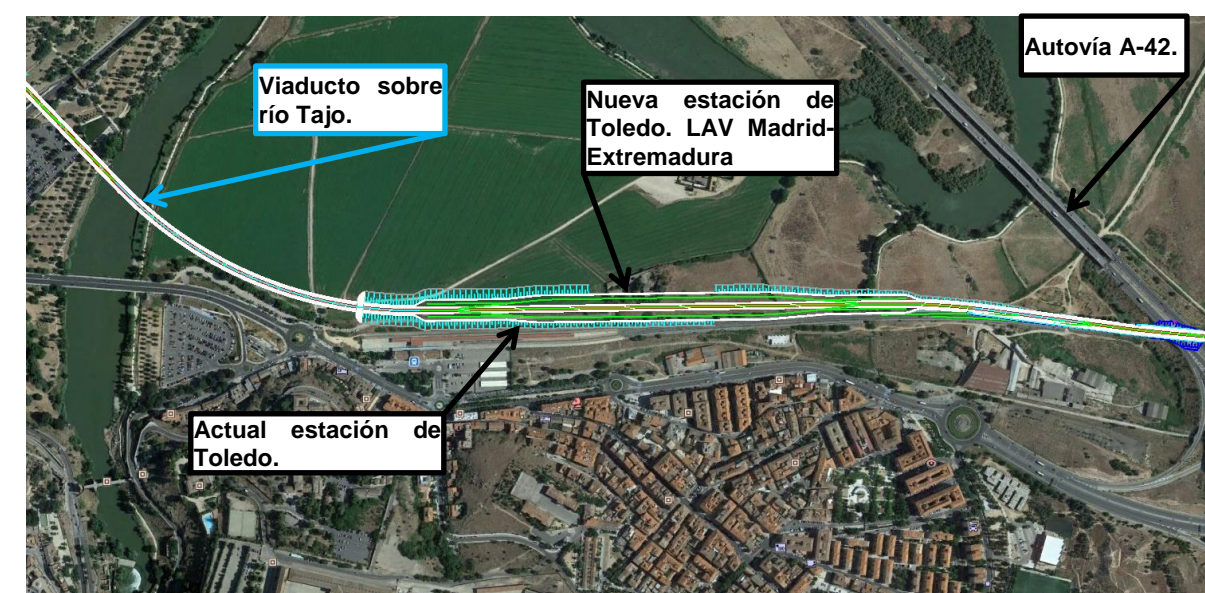 Autovía A-42.
Viaducto sobre
río Tajo.
Nueva estación de
Toledo. LAV Madrid-
Extremadura
Actual estación de
Toledo.